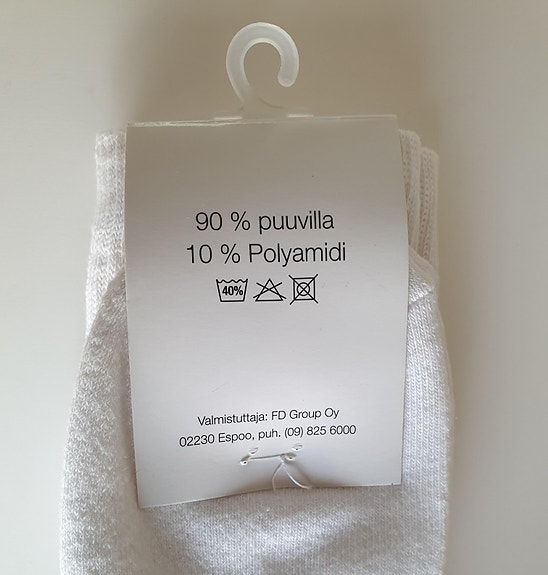 90 % puuvilla
10 % Polyamidi
40%
Valmistuttaja: FD Group Oy
02230 Espoo, puh. (09) 825 6000